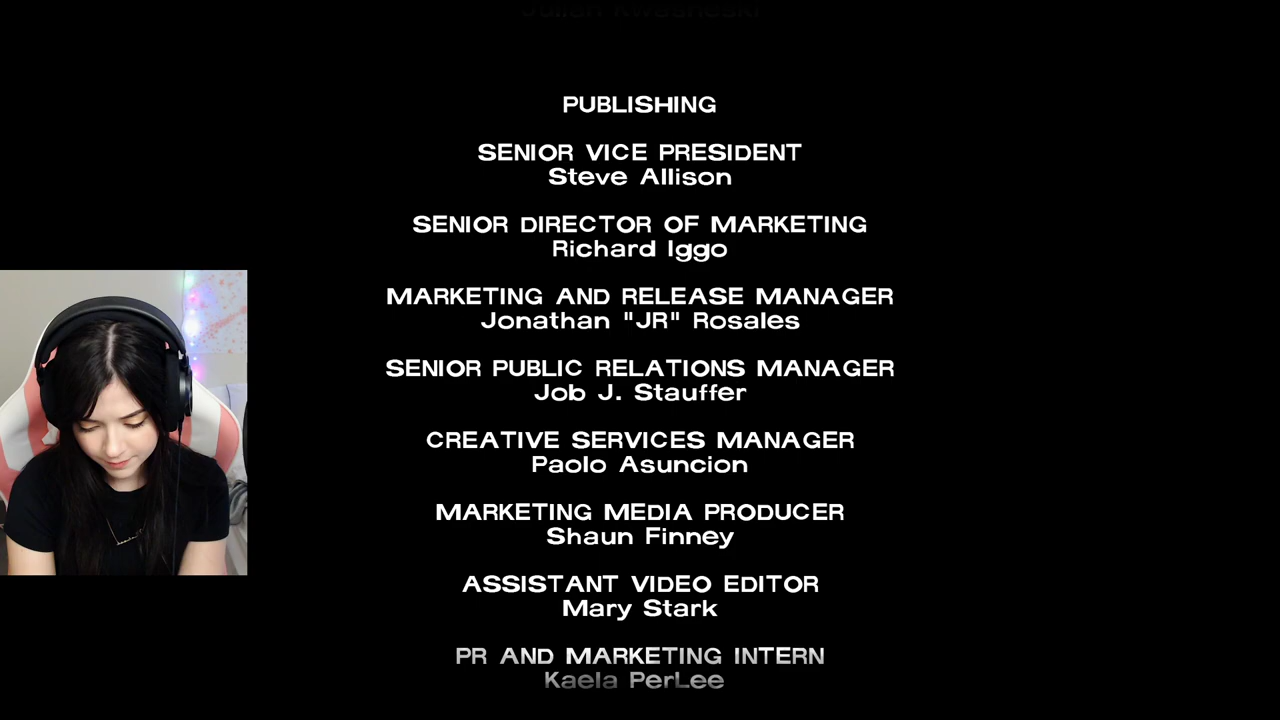 PUBLISHING
SENIOR VICE PRESIDENT
Steve Allison
SENIOR DIRECTOR OF MARKETING
Richard Iggo
MARKETING AND RELEASE MANAGER
Jonathan "JR" Rosales
SENIOR PUBLIC RELATIONS MANAGER
Job J. Stauffer
CREATIVE SERVICES MANAGER
Paolo Asuncion
MARKETING MEDIA PRODUCER
Shaun Finney
ASSISTANT VIDEO EDITOR
Mary Stark
PR AND MARKETING INTERN
Kaela PerLee